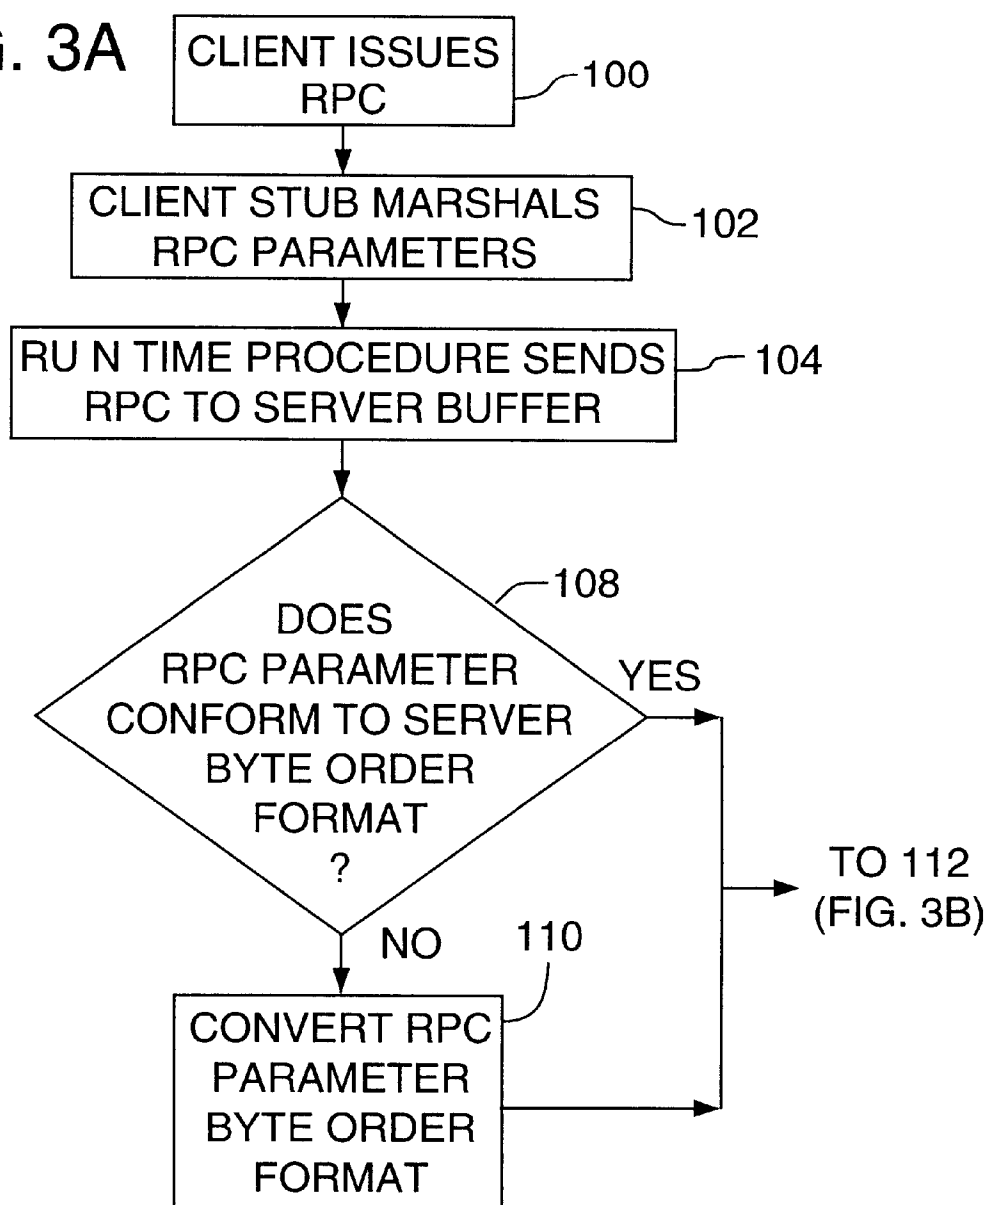 . 3A
CLIENT ISSUES
RPC
100
CLIENT STUB MARSHALS
RPC PARAMETERS
102
RU N TIME PROCEDURE SENDS
RPC TO SERVER BUFFER
104
108
DOES
RPC PARAMETER
CONFORM TO SERVER
BYTE ORDER
FORMAT
?
YES
TO 112
(FIG. 3B)
NO
110
CONVERT RPC
PARAMETER
BYTE ORDER
FORMAT